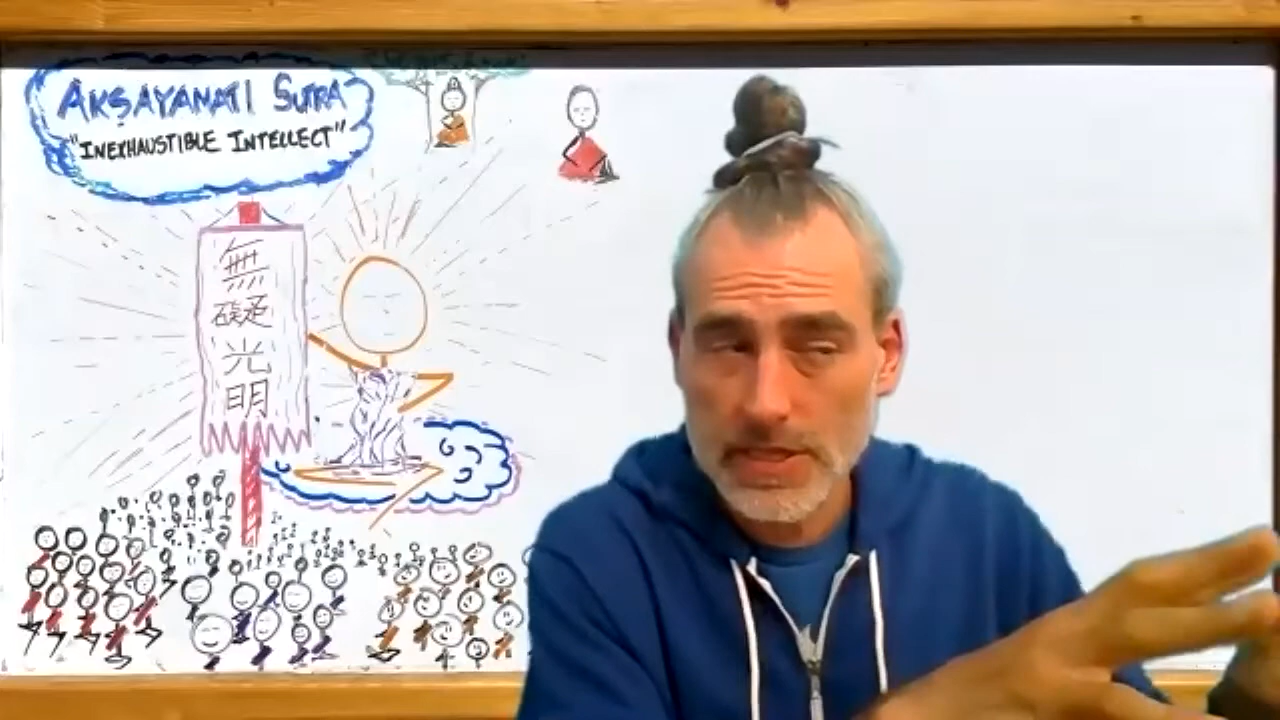 AKṢAYAMATI SUTRA
"INEXHAUSTIBLE INTELLECT"
無
礙
光
明